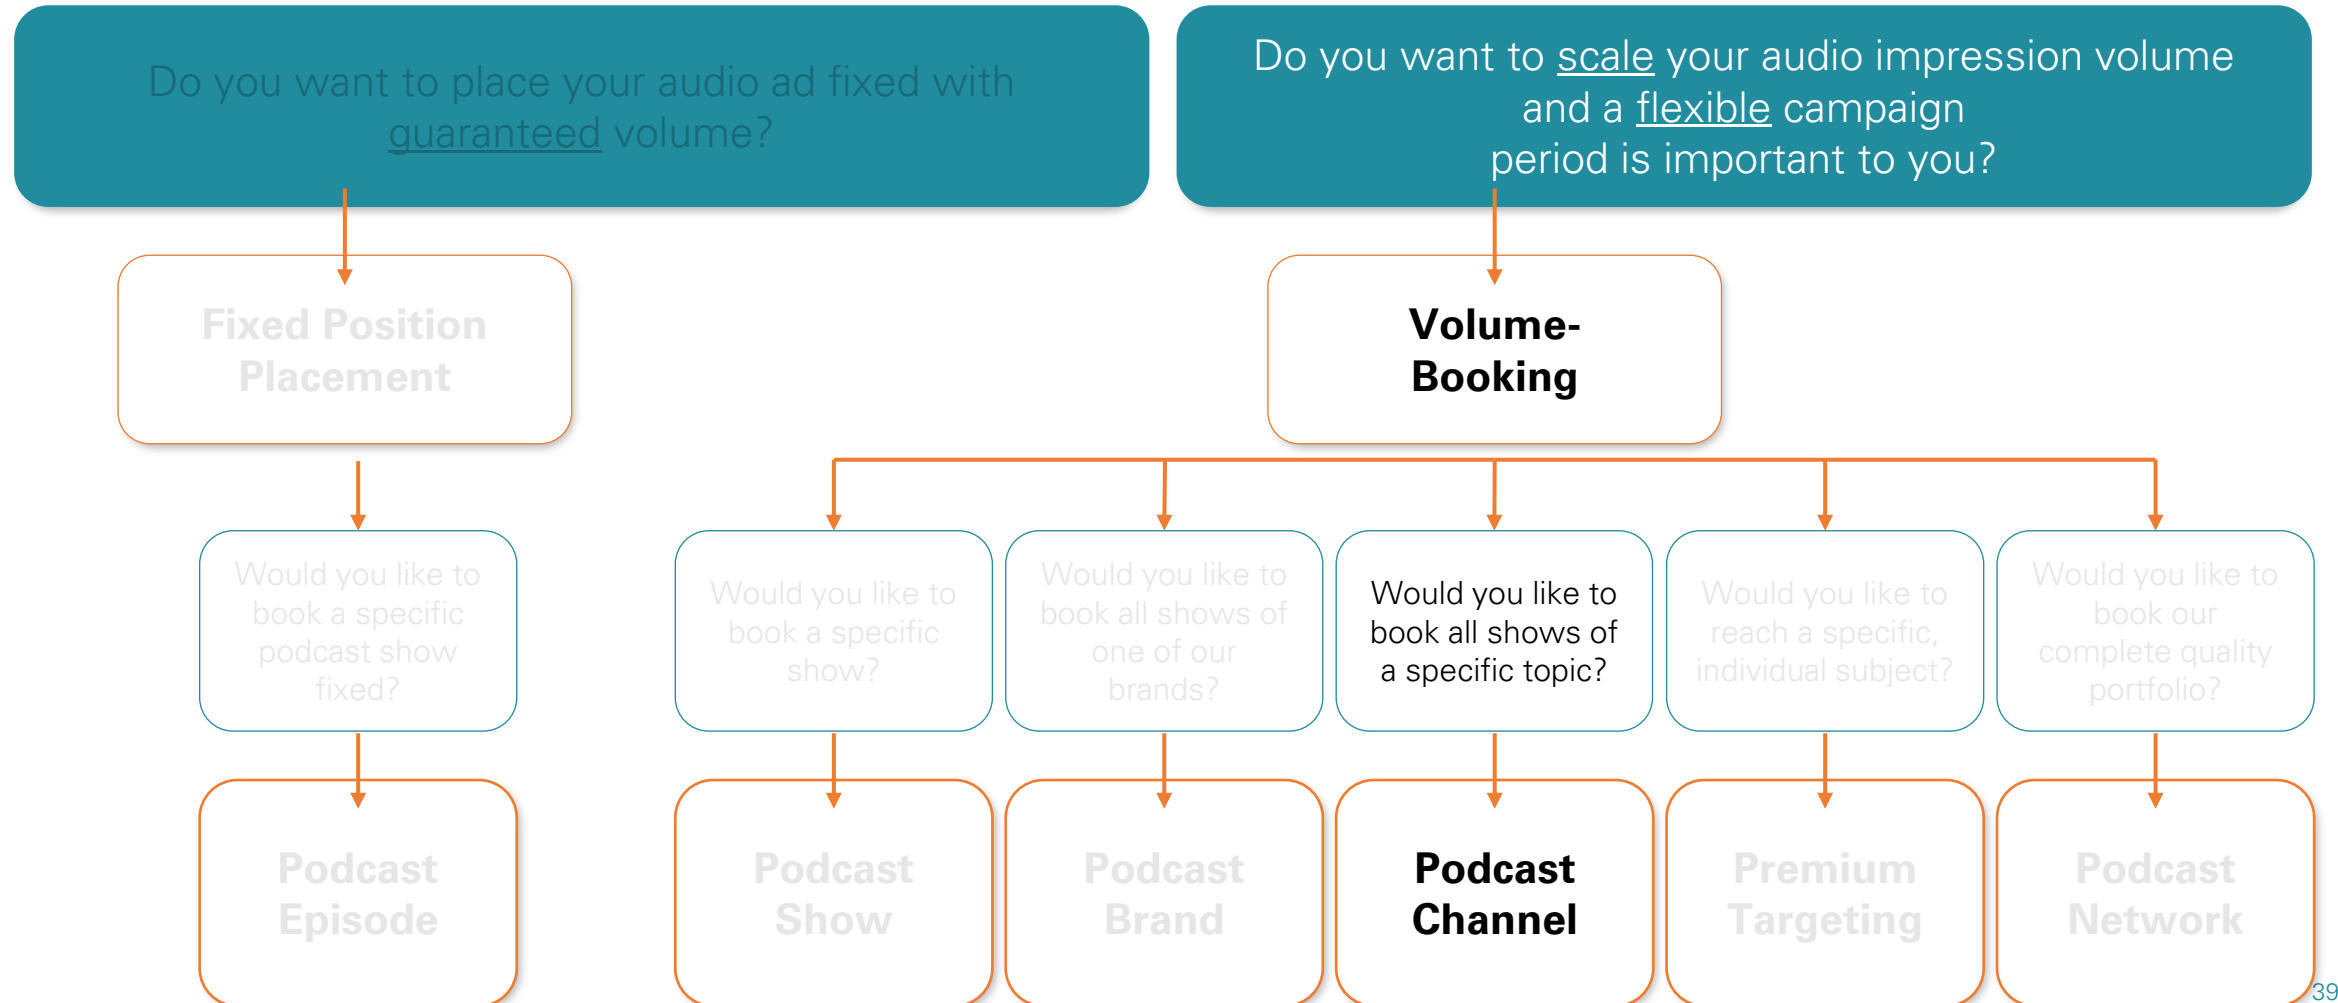 Do you want to place your audio ad fixed with
guaranteed volume?
Do you want to scale your audio impression volume
and a flexible campaign
period is important to you?
Fixed Position
Placement
Volume-
Booking
Would you like to
book a specific
podcast show
fixed?
Would you like to
book a specific
show?
Would you like to
book all shows of
one of our
brands?
Would you like to
book all shows of
a specific topic?
Would you like to
reach a specific,
individual subject?
Would you like to
book our
complete quality
portfolio?
Podcast
Episode
Podcast
Show
Podcast
Brand
Podcast
Channel
Premium
Targeting
Podcast
Network
39